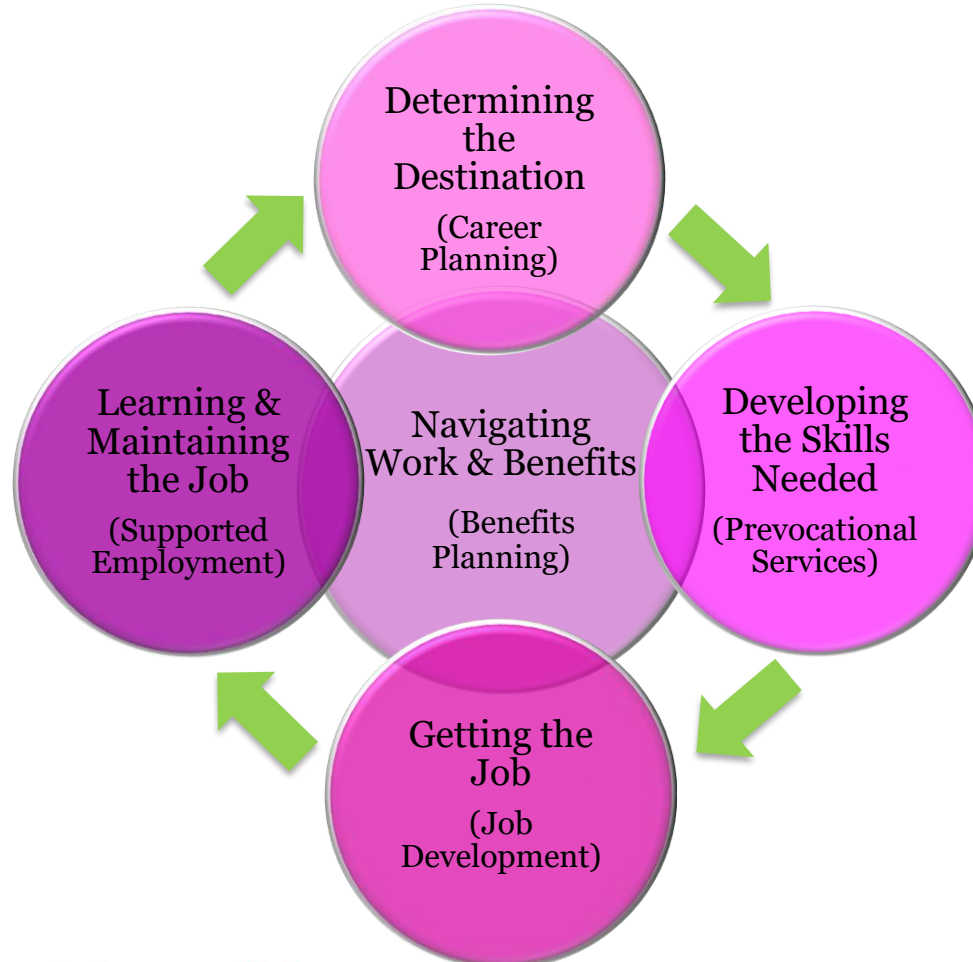 Determining
the
Destination
(Career
Planning)
Learning &
Maintaining
the Job
(Supported
Employment)
Navigating
Work & Benefits
(Benefits
Planning)
Developing
the Skills
Needed
(Prevocational
Services)
Getting the
Job
(Job
Development)